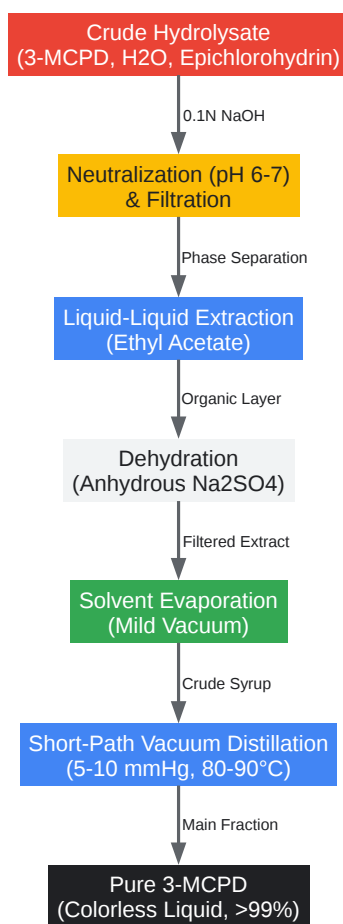 Crude Hydrolysate
(3-MCPD, H2O, Epichlorohydrin)
0.1N NaOH
Neutralization (pH 6-7)
& Filtration
Phase Separation
Liquid-Liquid Extraction
(Ethyl Acetate)
Organic Layer
Dehydration
(Anhydrous Na2SO4)
Filtered Extract
Solvent Evaporation
(Mild Vacuum)
Crude Syrup
Short-Path Vacuum Distillation
(5-10 mmHg, 80-90°C)
Main Fraction
Pure 3-MCPD
(Colorless Liquid, >99%)